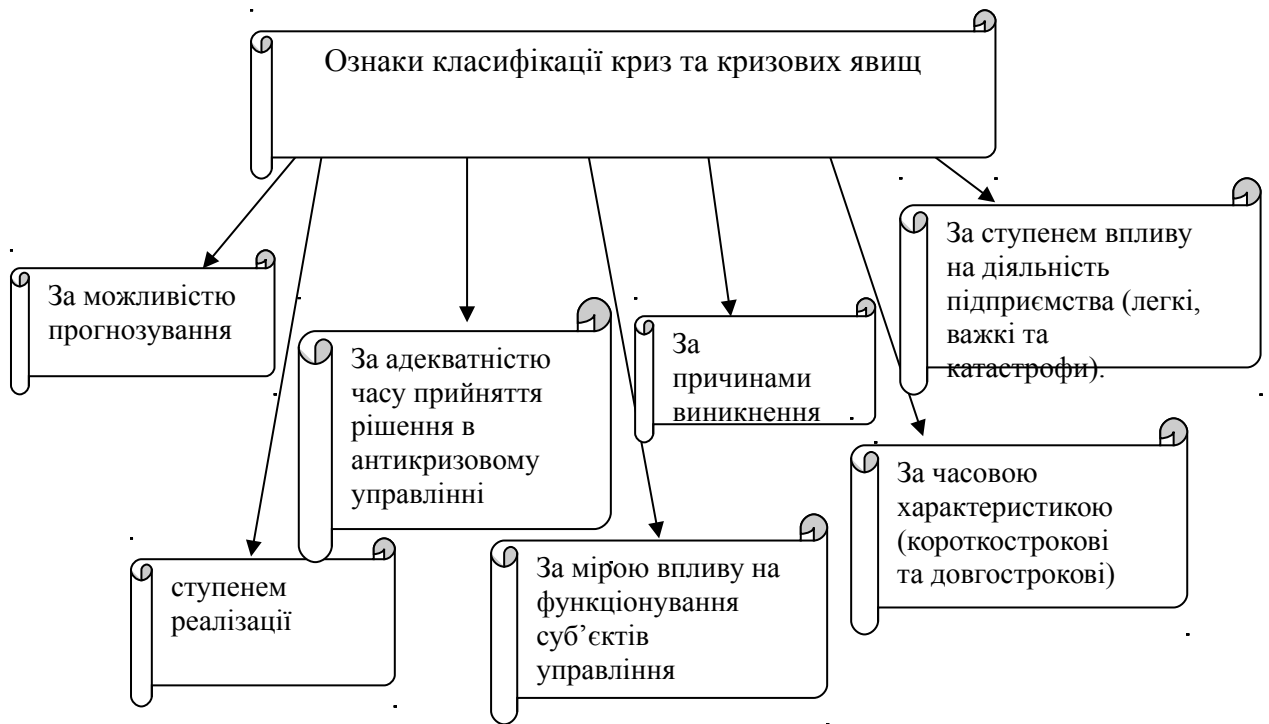 Ознаки класифікації криз та кризових явищ
За можливістю
прогнозування
ступенем
реалізації
За адекватністю
часу прийняття
рішення в
антикризовому
управлінні
За мірою впливу на
функціонування
суб’єктів
управління
За
причинами
виникнення
За часовою
характеристикою
(короткострокові
та довгострокові)
За ступенем впливу
на діяльність
підприємства (легкі,
важкі та
катастрофи).